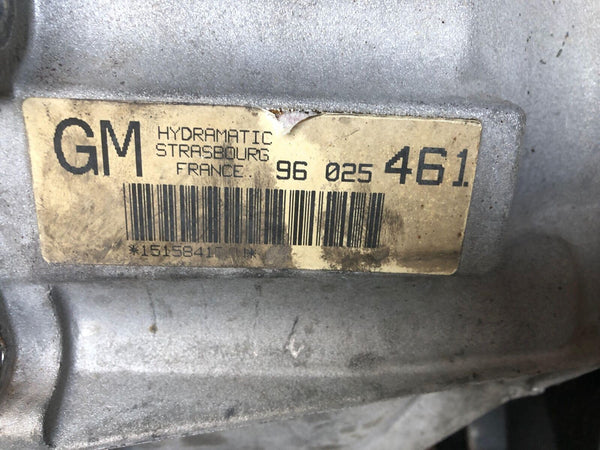 GM
HYDRAMATIC
STRASBOURG
FRANCE
96 025 461